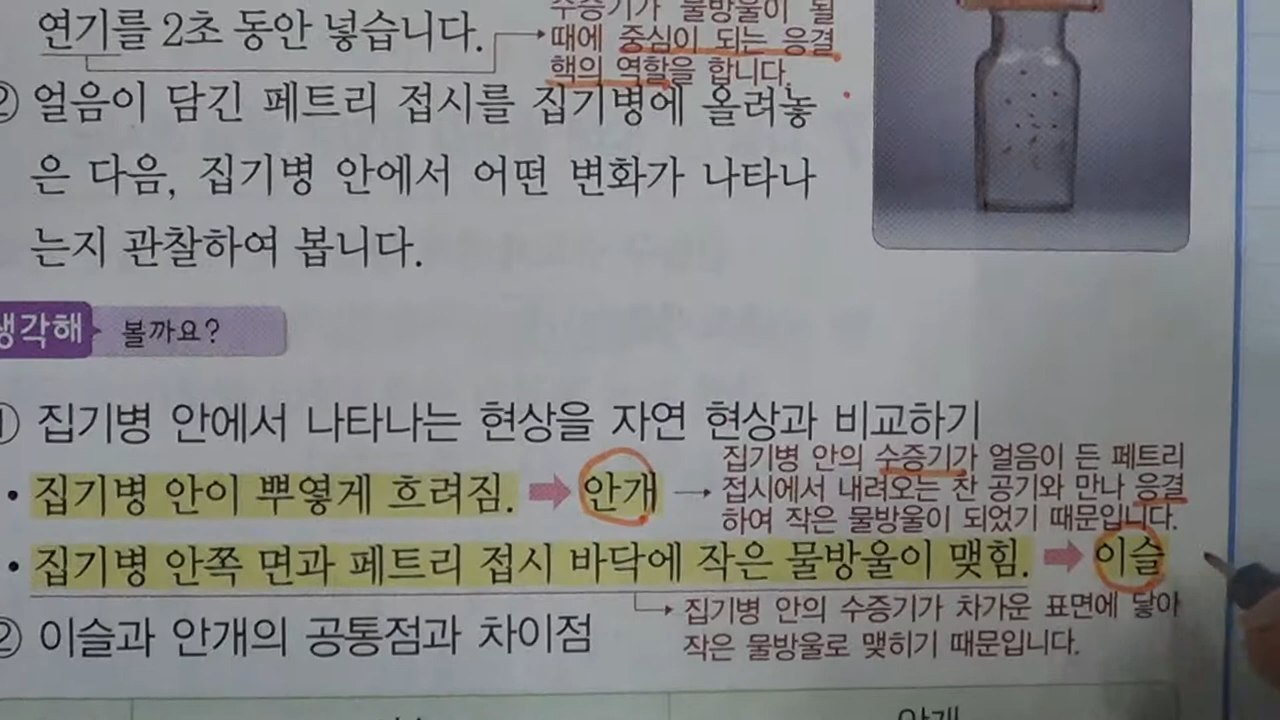 연기를 2초 동안 넣습니다.
수증기가 물방울이 될
때에 중심이 되는 응결
핵의 역할을 합니다.
② 얼음이 담긴 페트리 접시를 집기병에 올려놓
은 다음, 집기병 안에서 어떤 변화가 나타나
는지 관찰하여 봅니다.
생각해 볼까요?
① 집기병 안에서 나타나는 현상을 자연 현상과 비교하기
• 집기병 안이 뿌옇게 흐려짐. ➡ 안개
집기병 안의 수증기가 얼음이 든 페트리
접시에서 내려오는 찬 공기와 만나 응결
하여 작은 물방울이 되었기 때문입니다.
• 집기병 안쪽 면과 페트리 접시 바닥에 작은 물방울이 맺힘. ➡ 이슬
집기병 안의 수증기가 차가운 표면에 닿아
작은 물방울로 맺히기 때문입니다.
② 이슬과 안개의 공통점과 차이점